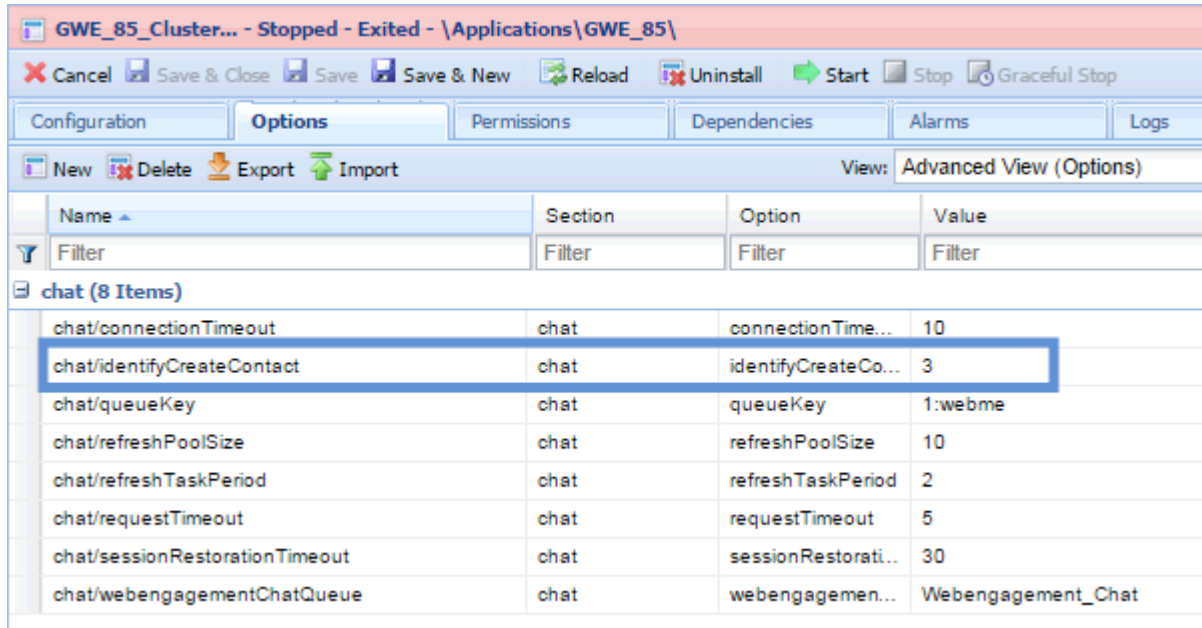 GWE_85_Cluster... - Stopped - Exited - \Applications\GWE_85\
Cancel Save & Close Save Save & New Reload Uninstall Start Stop Graceful Stop
Configuration Options Permissions Dependencies Alarms Logs
New Delete Export Import View: Advanced View (Options)
Name Section Option Value
Filter Filter Filter Filter
chat (8 Items)
chat/connectionTimeout chat connectionTime... 10
chat/identifyCreateContact chat identifyCreateCo... 3
chat/queueKey chat queueKey 1:webme
chat/refreshPoolSize chat refreshPoolSize 10
chat/refreshTaskPeriod chat refreshTaskPeriod 2
chat/requestTimeout chat requestTimeout 5
chat/sessionRestorationTimeout chat sessionRestorati... 30
chat/webengagementChatQueue chat webengagemen... Webengagement_Chat